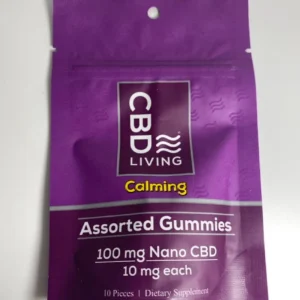 CBD
LIVING
Calming
Assorted Gummies
100 mg Nano CBD
10 mg each
10 Pieces | Dietary Supplement